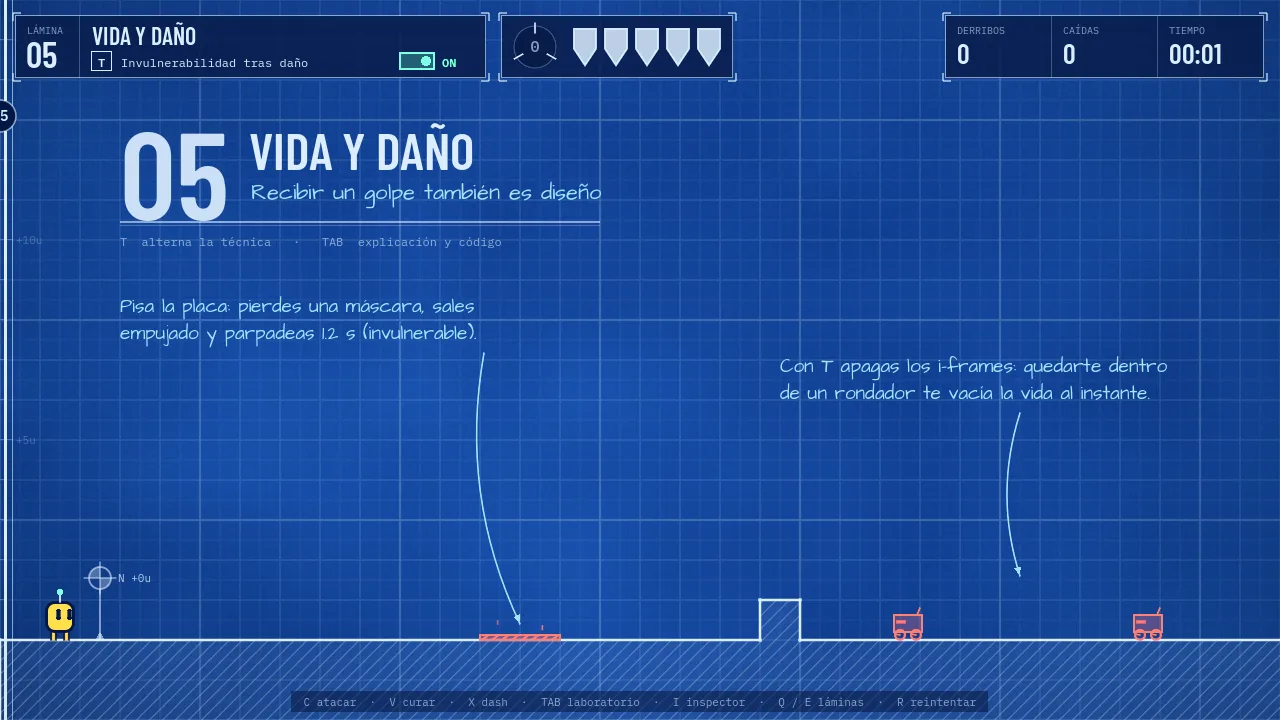 LÁMINA
05
VIDA Y DAÑO
T Invulnerabilidad tras daño ON
0
DERRIBOS
0
CAÍDAS
0
TIEMPO
00:01
5
05
VIDA Y DAÑO
Recibir un golpe también es diseño
T alterna la técnica · TAB explicación y código
+10u
Pisa la placa: pierdes una máscara, sales
empujado y parpadeas 1.2 s (invulnerable).
Con T apagas los i-frames: quedarte dentro
de un rondador te vacía la vida al instante.
+5u
N +0u
C atacar · V curar · X dash · TAB laboratorio · I inspector · Q / E láminas · R reintentar